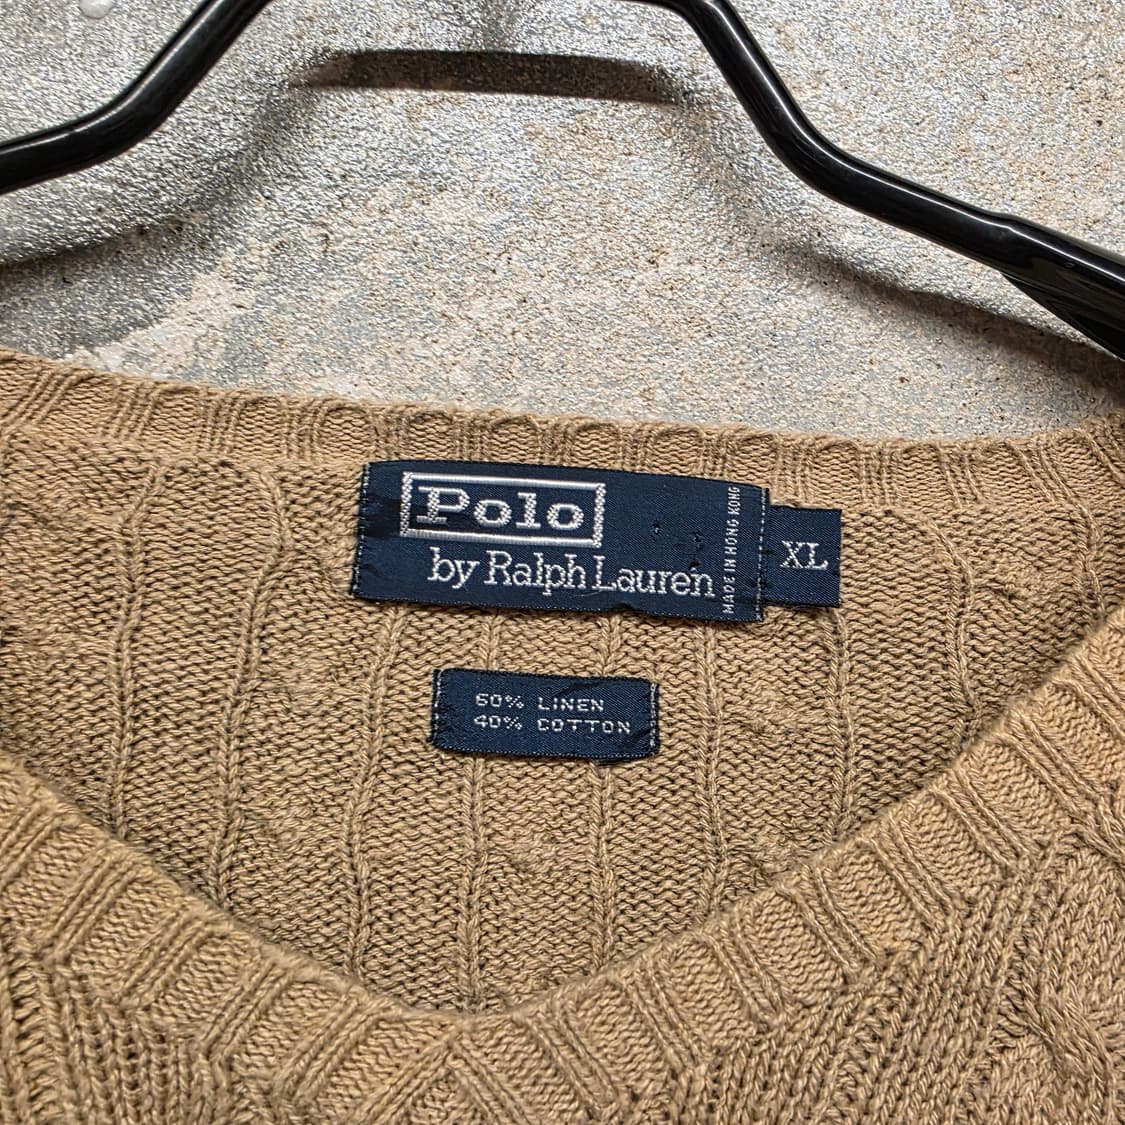 Polo
by Ralph Lauren
MADE IN HONG KONG
XL
60% LINEN
40% COTTON